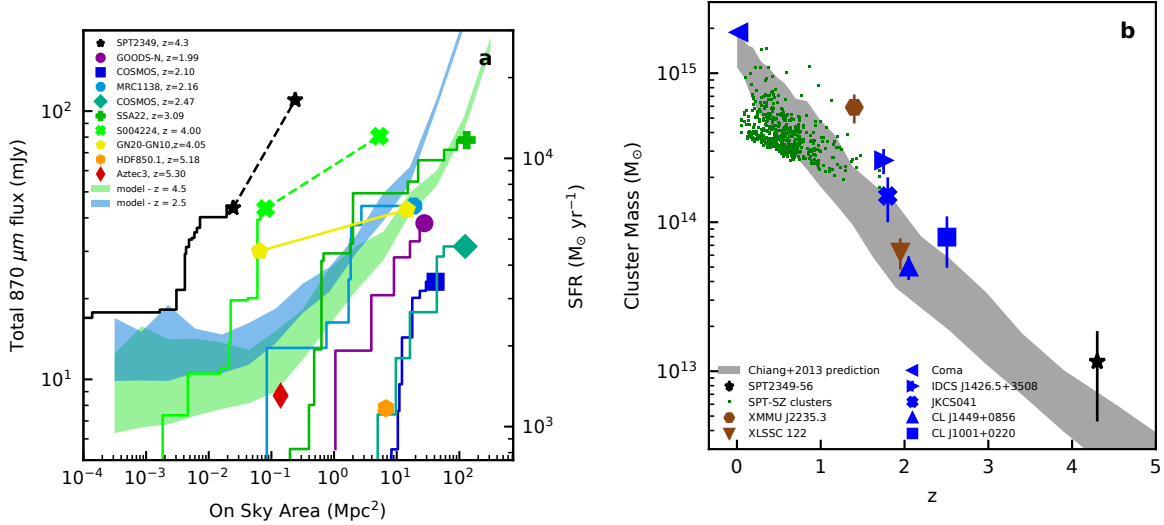 a
Total 870 μm flux (mJy)
10²
10¹
SPT2349, z=4.3
GOODS-N, z=1.99
COSMOS, z=2.10
MRC1138, z=2.16
COSMOS, z=2.47
SSA22, z=3.09
S004224, z = 4.00
GN20-GN10,z=4.05
HDF850.1, z=5.18
Aztec3, z=5.30
model - z = 4.5
model - z = 2.5
10⁴
10³
SFR (M⊙ yr⁻¹)
10⁻⁴ 10⁻³ 10⁻² 10⁻¹ 10⁰ 10¹ 10²
On Sky Area (Mpc²)
b
Cluster Mass (M⊙)
10¹⁵
10¹⁴
10¹³
Chiang+2013 prediction
SPT2349-56
SPT-SZ clusters
XMMU J2235.3
XLSSC 122
Coma
IDCS J1426.5+3508
JKCS041
CL J1449+0856
CL J1001+0220
0 1 2 3 4 5
z